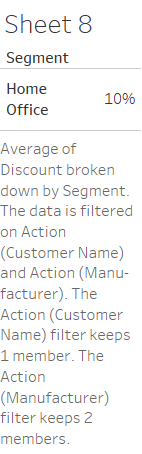 Sheet 8
Segment
Home
Office 10%
Average of
Discount broken
down by Segment.
The data is filtered
on Action
(Customer Name)
and Action (Manu-
facturer). The
Action (Customer
Name) filter keeps
1 member. The
Action
(Manufacturer)
filter keeps 2
members.